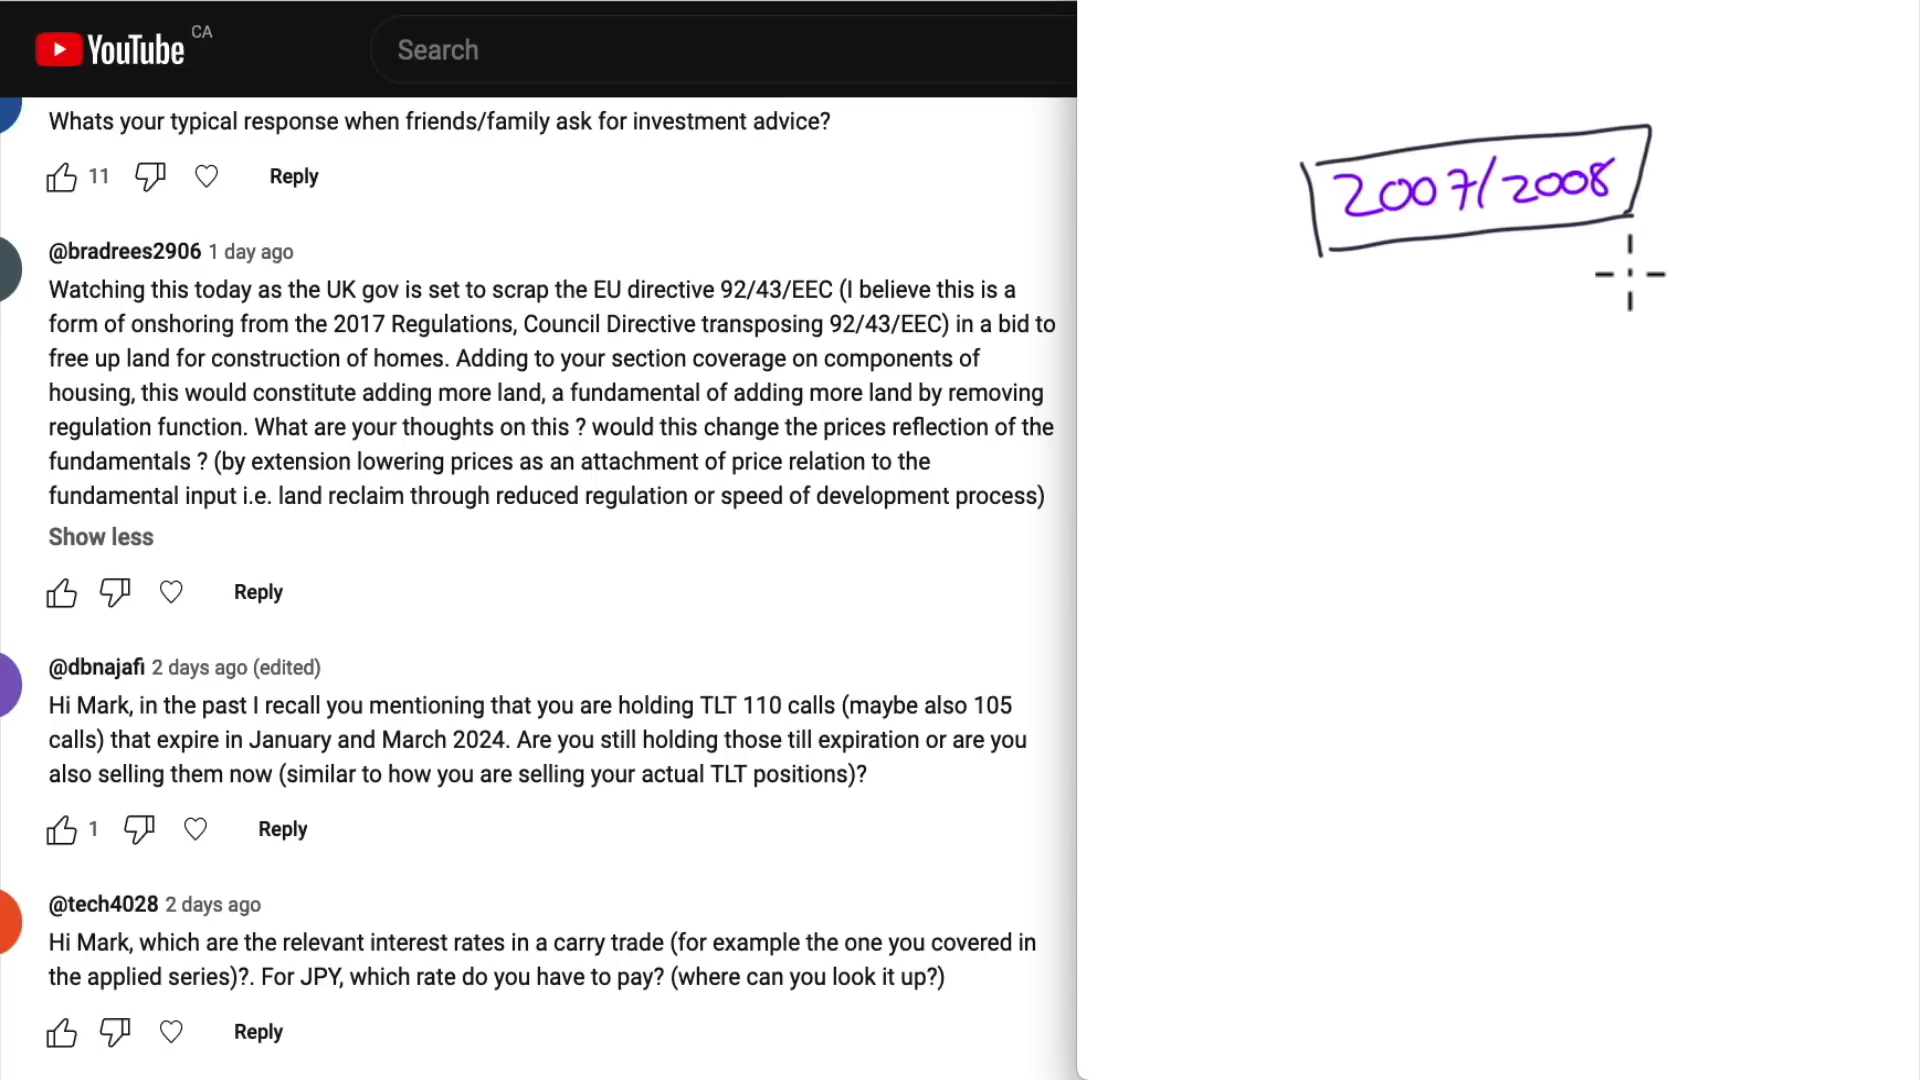 YouTube CA
Search
Whats your typical response when friends/family ask for investment advice?
11 Reply
@bradrees2906 1 day ago
Watching this today as the UK gov is set to scrap the EU directive 92/43/EEC (I believe this is a
form of onshoring from the 2017 Regulations, Council Directive transposing 92/43/EEC) in a bid to
free up land for construction of homes. Adding to your section coverage on components of
housing, this would constitute adding more land, a fundamental of adding more land by removing
regulation function. What are your thoughts on this ? would this change the prices reflection of the
fundamentals ? (by extension lowering prices as an attachment of price relation to the
fundamental input i.e. land reclaim through reduced regulation or speed of development process)
Show less
Reply
@dbnajafi 2 days ago (edited)
Hi Mark, in the past I recall you mentioning that you are holding TLT 110 calls (maybe also 105
calls) that expire in January and March 2024. Are you still holding those till expiration or are you
also selling them now (similar to how you are selling your actual TLT positions)?
1 Reply
@tech4028 2 days ago
Hi Mark, which are the relevant interest rates in a carry trade (for example the one you covered in
the applied series)?. For JPY, which rate do you have to pay? (where can you look it up?)
Reply
2007/2008